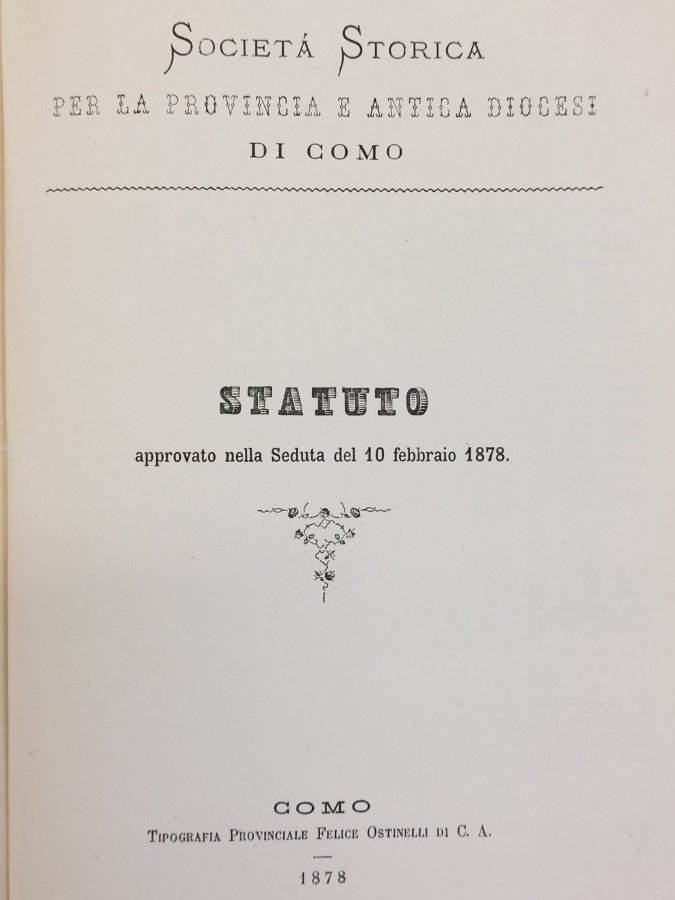 SOCIETÁ STORICA
PER LA PROVINCIA E ANTICA DIOCESI
DI COMO
STATUTO
approvato nella Seduta del 10 febbraio 1878.
COMO
TIPOGRAFIA PROVINCIALE FELICE OSTINELLI DI C. A.
1878